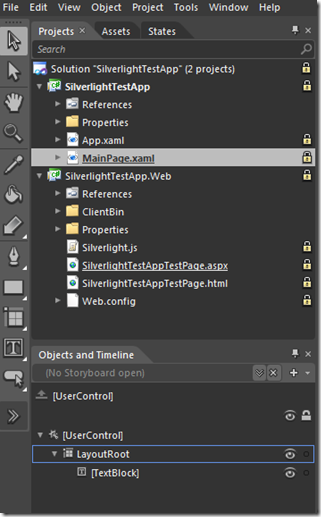 File Edit View Object Project Tools Window
Projects × Assets States
Search
Solution "SilverlightTestApp" (2 projects)
SilverlightTestApp
References
Properties
App.xaml
MainPage.xaml
SilverlightTestApp.Web
References
ClientBin
Properties
Silverlight.js
SilverlightTestAppTestPage.aspx
SilverlightTestAppTestPage.html
Web.config
Objects and Timeline
(No Storyboard open)
[UserControl]
[UserControl]
LayoutRoot
[TextBlock]